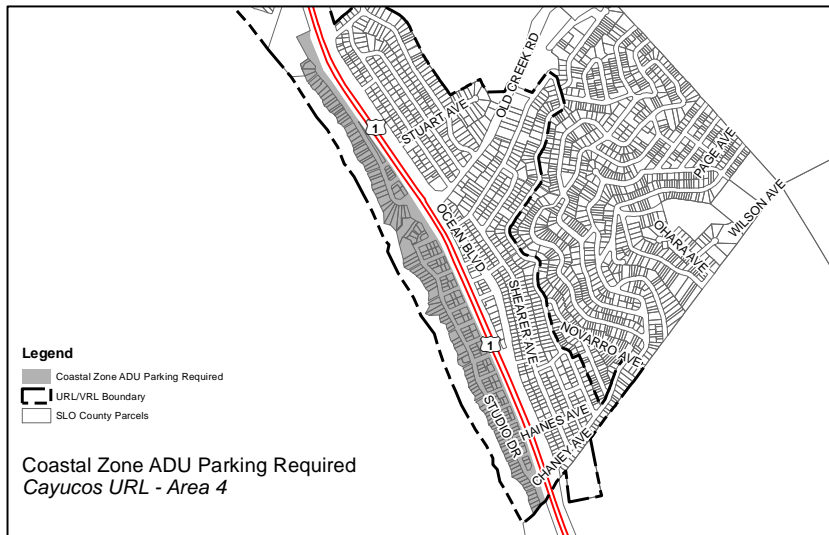 OLD CREEK RD
STUART AVE
1
PAGE AVE
WILSON AVE
OCEAN BLVD
OHARA AVE
SHEARER AVE
1
NOVARRO AVE
STUDIO DR
HAINES AVE
CHANEY AVE
Legend
Coastal Zone ADU Parking Required
URL/VRL Boundary
SLO County Parcels
Coastal Zone ADU Parking Required
Cayucos URL - Area 4